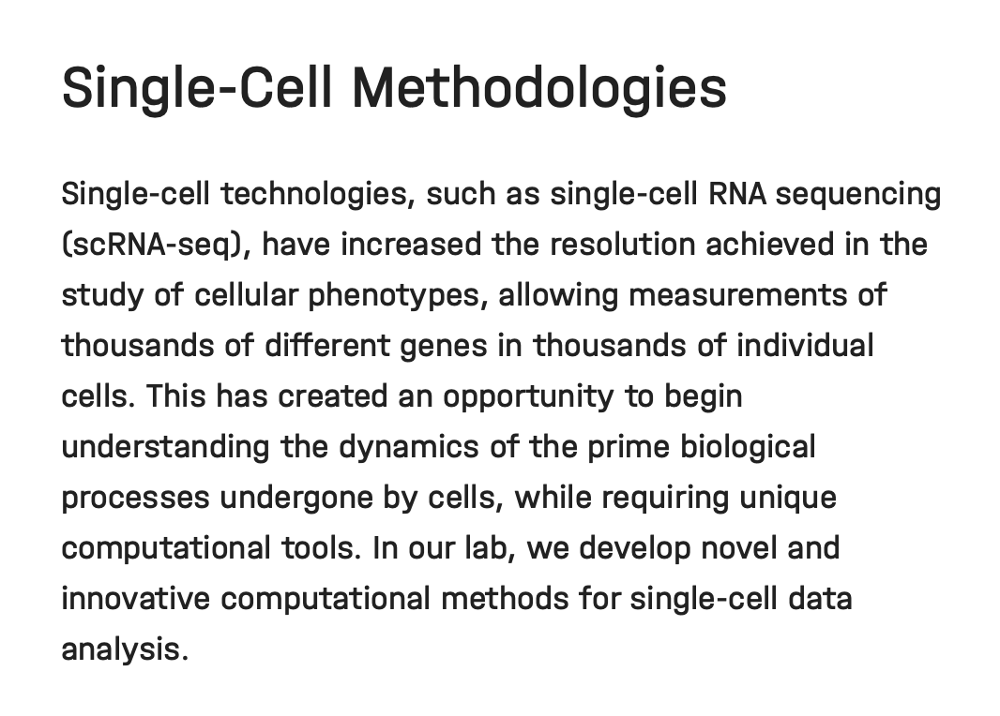 Single-Cell Methodologies
Single-cell technologies, such as single-cell RNA sequencing
(scRNA-seq), have increased the resolution achieved in the
study of cellular phenotypes, allowing measurements of
thousands of different genes in thousands of individual
cells. This has created an opportunity to begin
understanding the dynamics of the prime biological
processes undergone by cells, while requiring unique
computational tools. In our lab, we develop novel and
innovative computational methods for single-cell data
analysis.